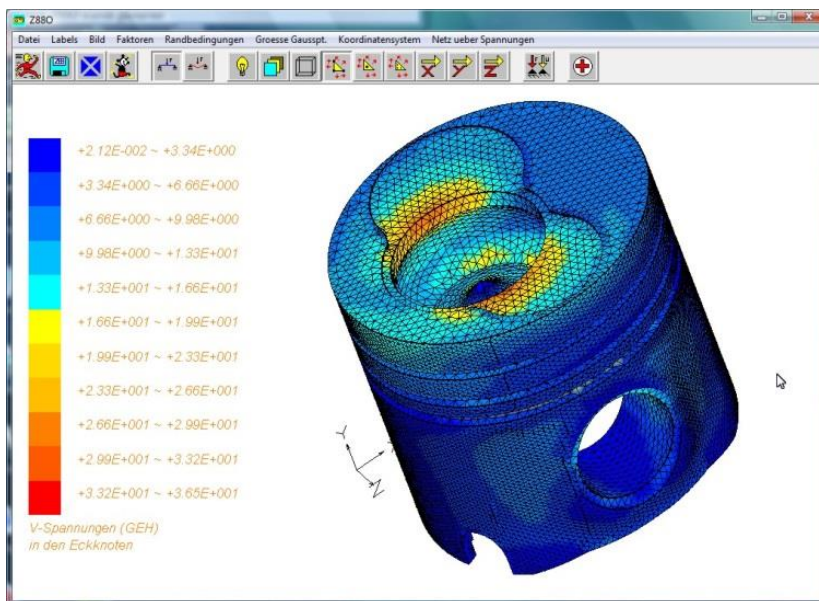 Z88O
Datei Labels Bild Faktoren Randbedingungen Groesse Gausspt. Koordinatensystem Netz ueber Spannungen
+2.12E-002 ~ +3.34E+000
+3.34E+000 ~ +6.66E+000
+6.66E+000 ~ +9.98E+000
+9.98E+000 ~ +1.33E+001
+1.33E+001 ~ +1.66E+001
+1.66E+001 ~ +1.99E+001
+1.99E+001 ~ +2.33E+001
+2.33E+001 ~ +2.66E+001
+2.66E+001 ~ +2.99E+001
+2.99E+001 ~ +3.32E+001
+3.32E+001 ~ +3.65E+001
V-Spannungen (GEH)
in den Eckknoten
Y
Z